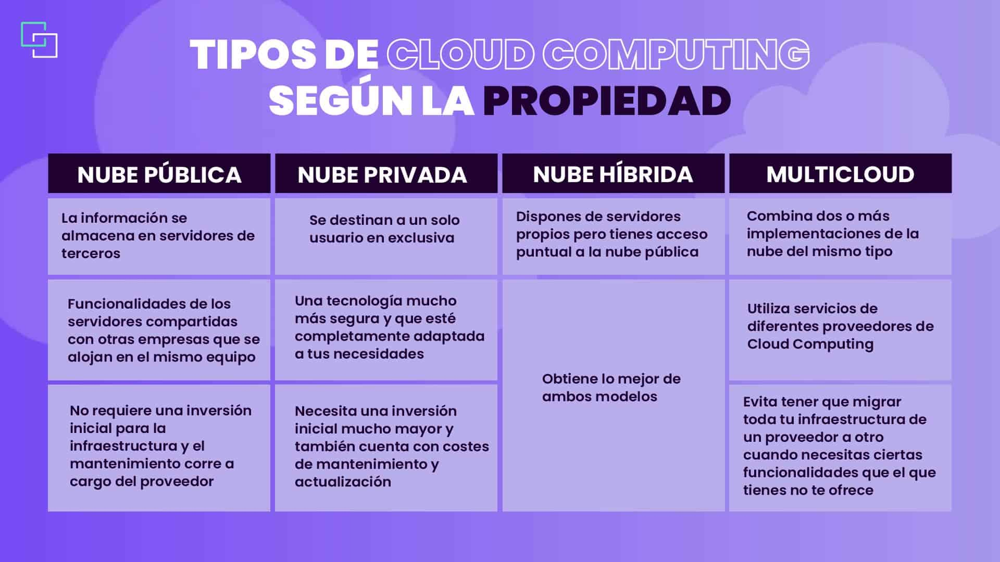 TIPOS DE CLOUD COMPUTING
SEGÚN LA PROPIEDAD
NUBE PÚBLICA
La información se
almacena en servidores de
terceros
Funcionalidades de los
servidores compartidas
con otras empresas que se
alojan en el mismo equipo
No requiere una inversión
inicial para la
infraestructura y el
mantenimiento corre a
cargo del proveedor
NUBE PRIVADA
Se destinan a un solo
usuario en exclusiva
Una tecnología mucho
más segura y que esté
completamente adaptada
a tus necesidades
Necesita una inversión
inicial mucho mayor y
también cuenta con costes
de mantenimiento y
actualización
NUBE HÍBRIDA
Dispones de servidores
propios pero tienes acceso
puntual a la nube pública
Obtiene lo mejor de
ambos modelos
MULTICLOUD
Combina dos o más
implementaciones de la
nube del mismo tipo
Utiliza servicios de
diferentes proveedores de
Cloud Computing
Evita tener que migrar
toda tu infraestructura de
un proveedor a otro
cuando necesitas ciertas
funcionalidades que el que
tienes no te ofrece